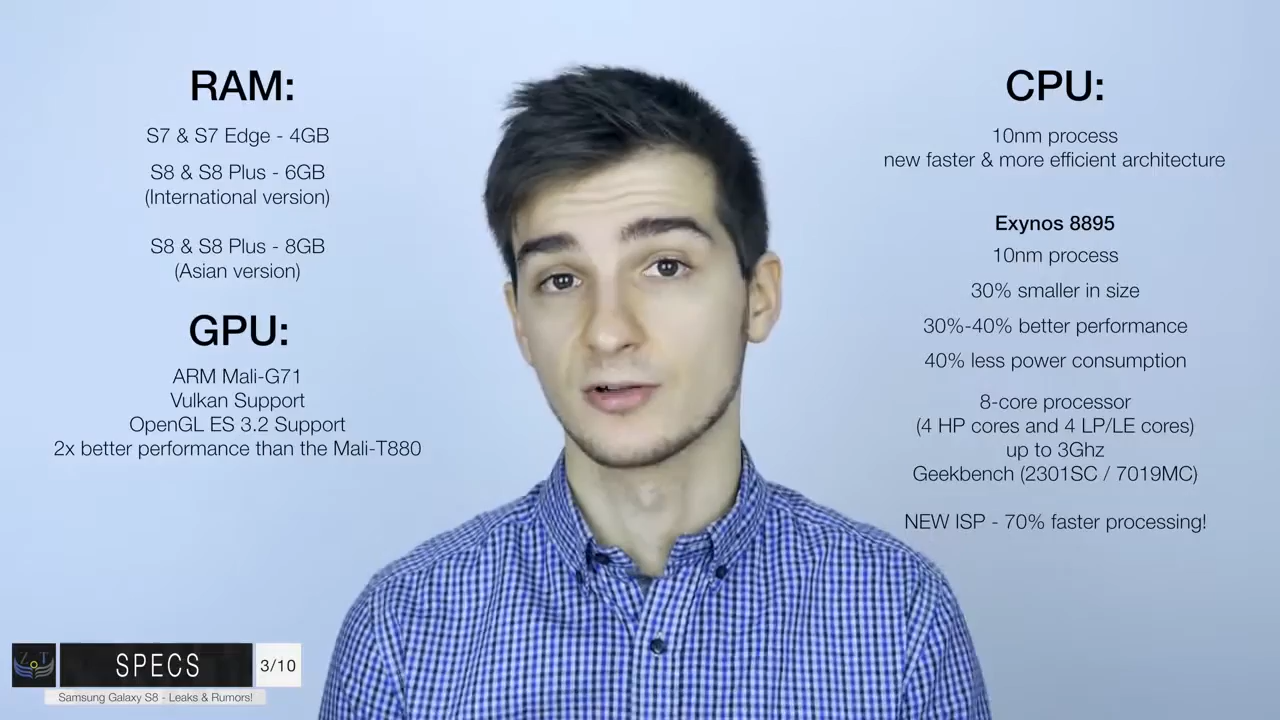 RAM:
S7 & S7 Edge - 4GB
S8 & S8 Plus - 6GB
(International version)
S8 & S8 Plus - 8GB
(Asian version)
GPU:
ARM Mali-G71
Vulkan Support
OpenGL ES 3.2 Support
2x better performance than the Mali-T880
CPU:
10nm process
new faster & more efficient architecture
Exynos 8895
10nm process
30% smaller in size
30%-40% better performance
40% less power consumption
8-core processor
(4 HP cores and 4 LP/LE cores)
up to 3Ghz
Geekbench (2301SC / 7019MC)
NEW ISP - 70% faster processing!
ZoT
SPECS
3/10
Samsung Galaxy S8 - Leaks & Rumors!